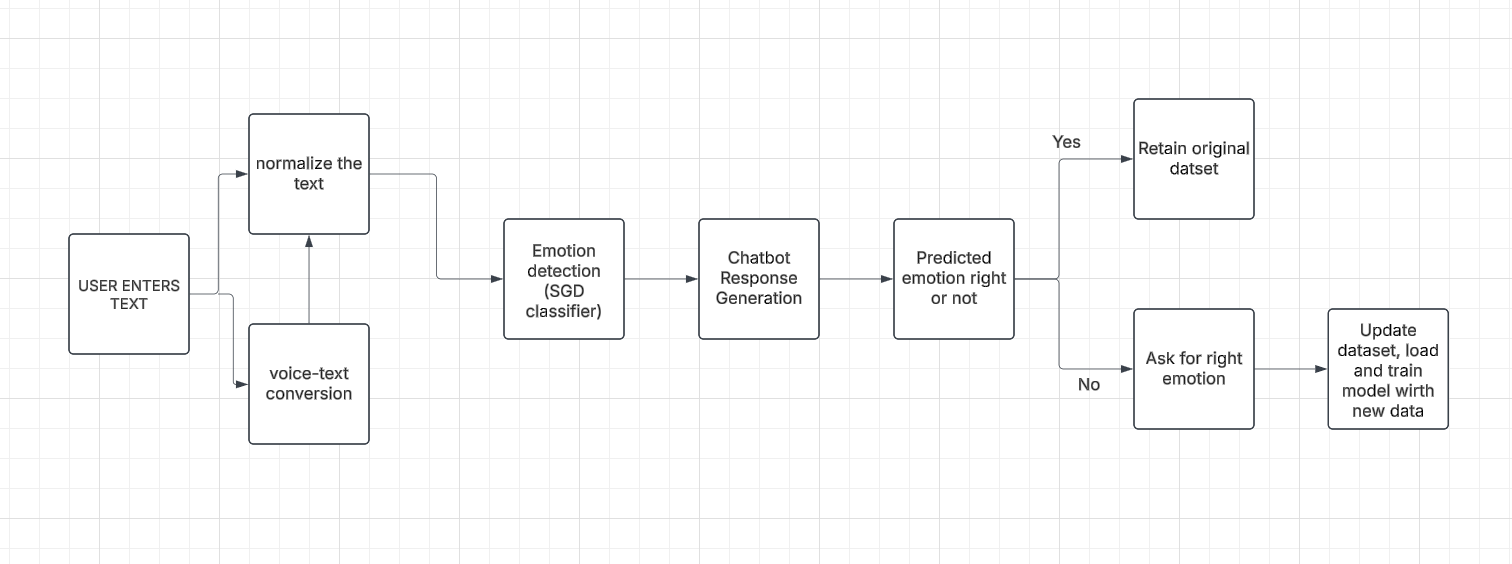 USER ENTERS
TEXT
normalize the
text
voice-text
conversion
Emotion
detection
(SGD
classifier)
Chatbot
Response
Generation
Predicted
emotion right
or not
Yes
Retain original
datset
No
Ask for right
emotion
Update
dataset, load
and train
model wirth
new data